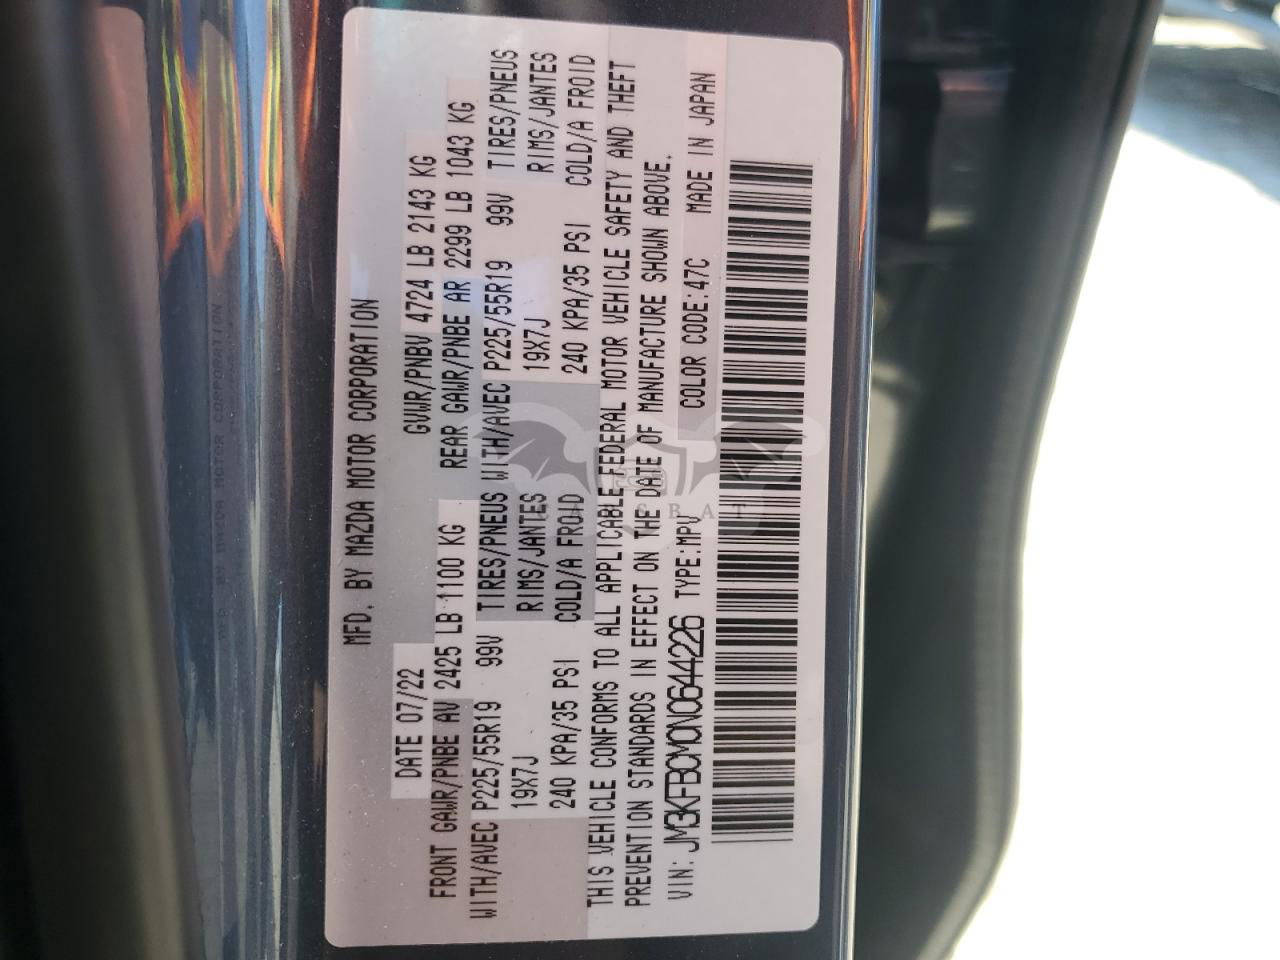 MFD. BY MAZDA MOTOR CORPORATION
DATE 07/22 GVWR/PNBV 4724 LB 2143 KG
FRONT GAWR/PNBE AV 2425 LB 1100 KG REAR GAWR/PNBE AR 2299 LB 1043 KG
WITH/AVEC P225/55R19 99V TIRES/PNEUS WITH/AVEC P225/55R19 99V TIRES/PNEUS
19X7J RIMS/JANTES 19X7J RIMS/JANTES
240 KPA/35 PSI COLD/A FROID 240 KPA/35 PSI COLD/A FROID
THIS VEHICLE CONFORMS TO ALL APPLICABLE FEDERAL MOTOR VEHICLE SAFETY AND THEFT
PREVENTION STANDARDS IN EFFECT ON THE DATE OF MANUFACTURE SHOWN ABOVE.
VIN: JM3KFBCM0N0644226 TYPE:MPV COLOR CODE:47C MADE IN JAPAN
CARSBAT